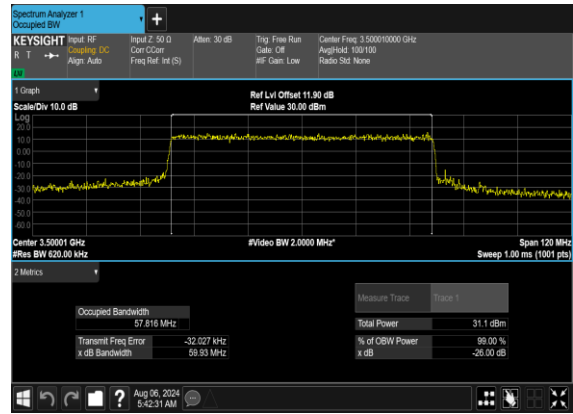 Spectrum Analyzer 1
Occupied BW
+
KEYSIGHT Input: RF Input Z: 50 Ω Atten: 30 dB Trig: Free Run Center Freq: 3.500010000 GHz
R T Coupling: DC Corr CCorr Gate: Off Avg|Hold: 100/100
Align: Auto Freq Ref: Int (S) #IF Gain: Low Radio Std: None
1 Graph
Ref Lvl Offset 11.90 dB
Scale/Div 10.0 dB Ref Value 30.00 dBm
Log
20.0
10.0
0.00
-10.0
-20.0
-30.0
-40.0
-50.0
-60.0
Center 3.50001 GHz #Video BW 2.0000 MHz* Span 120 MHz
#Res BW 620.00 kHz Sweep 1.00 ms (1001 pts)
2 Metrics
Measure Trace Trace 1
Occupied Bandwidth
57.816 MHz Total Power 31.1 dBm
Transmit Freq Error -32.027 kHz % of OBW Power 99.00 %
x dB Bandwidth 59.93 MHz x dB -26.00 dB
? Aug 06, 2024
5:42:31 AM